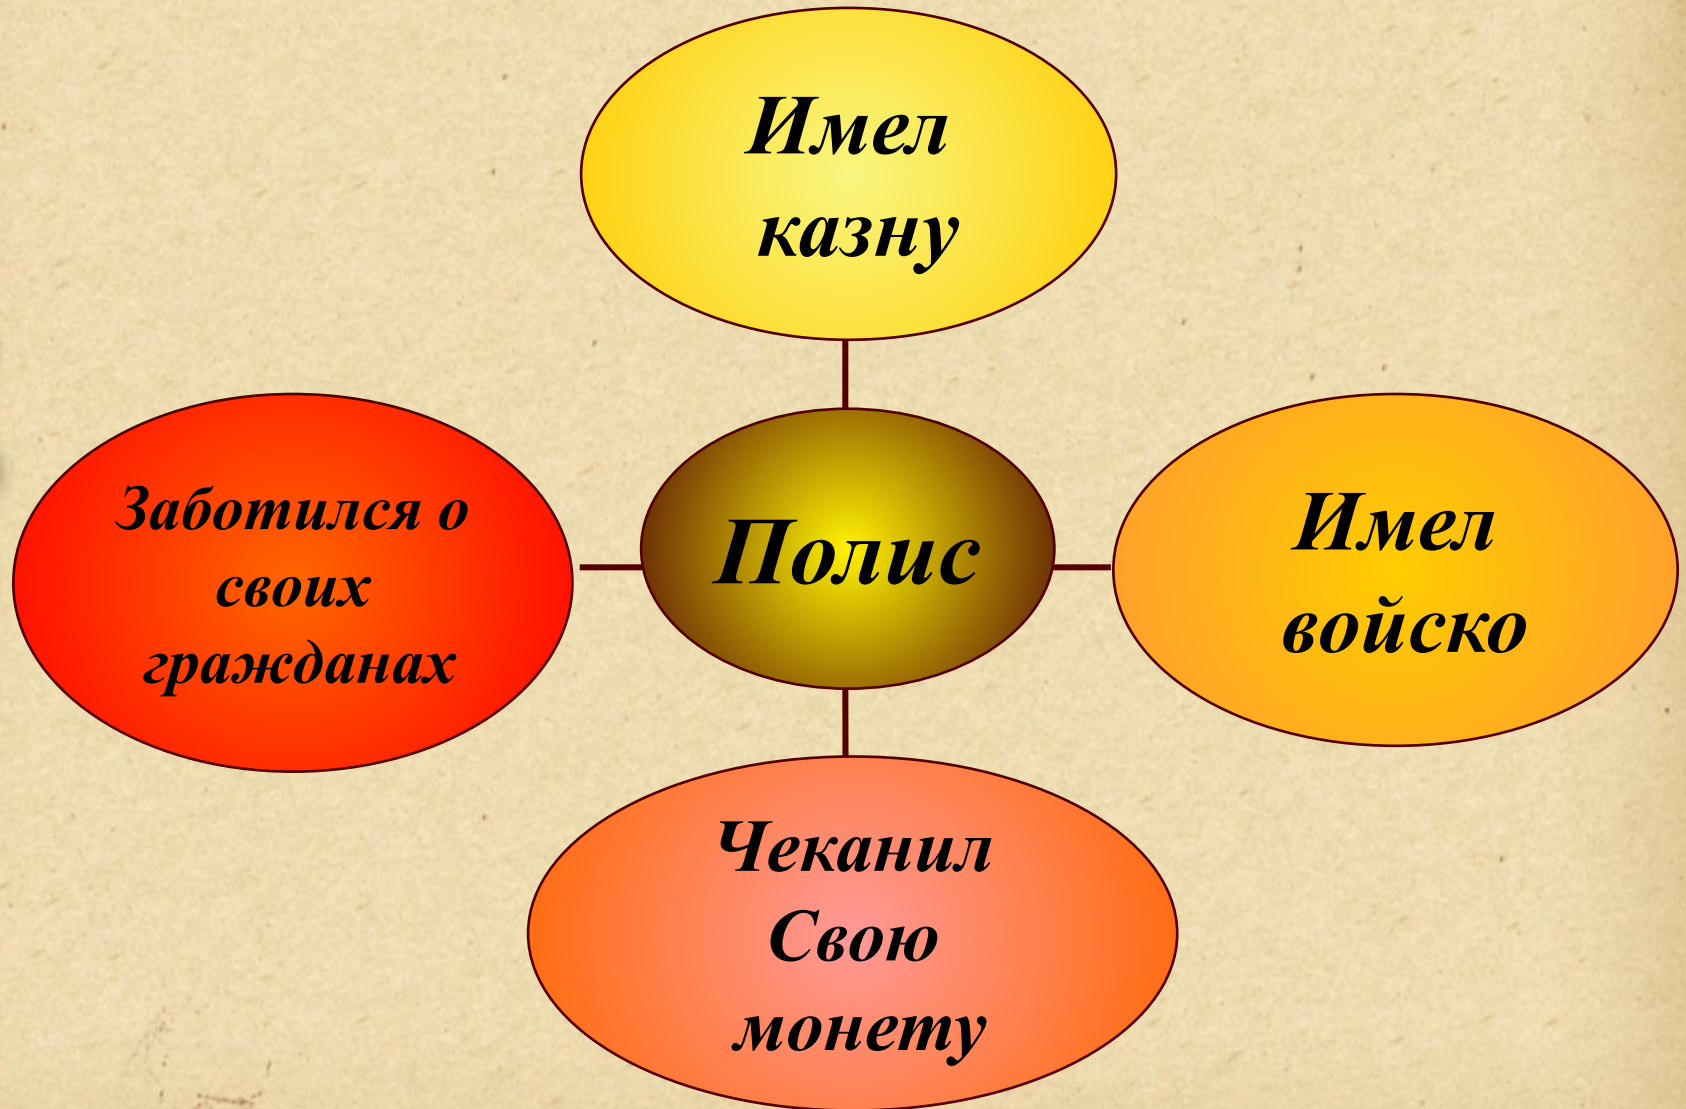 Имел
казну
Заботился о
своих
гражданах
Полис
Имел
войско
Чеканил
Свою
монету